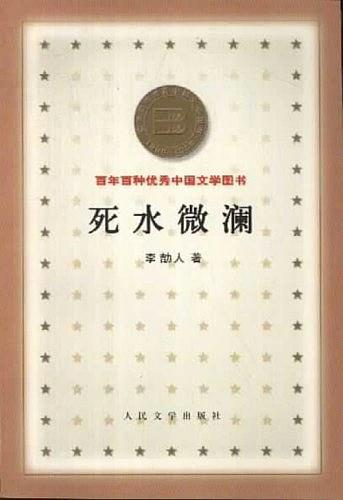 百年百种优秀中国文学图书
死水微澜
李劼人 著
人民文学出版社